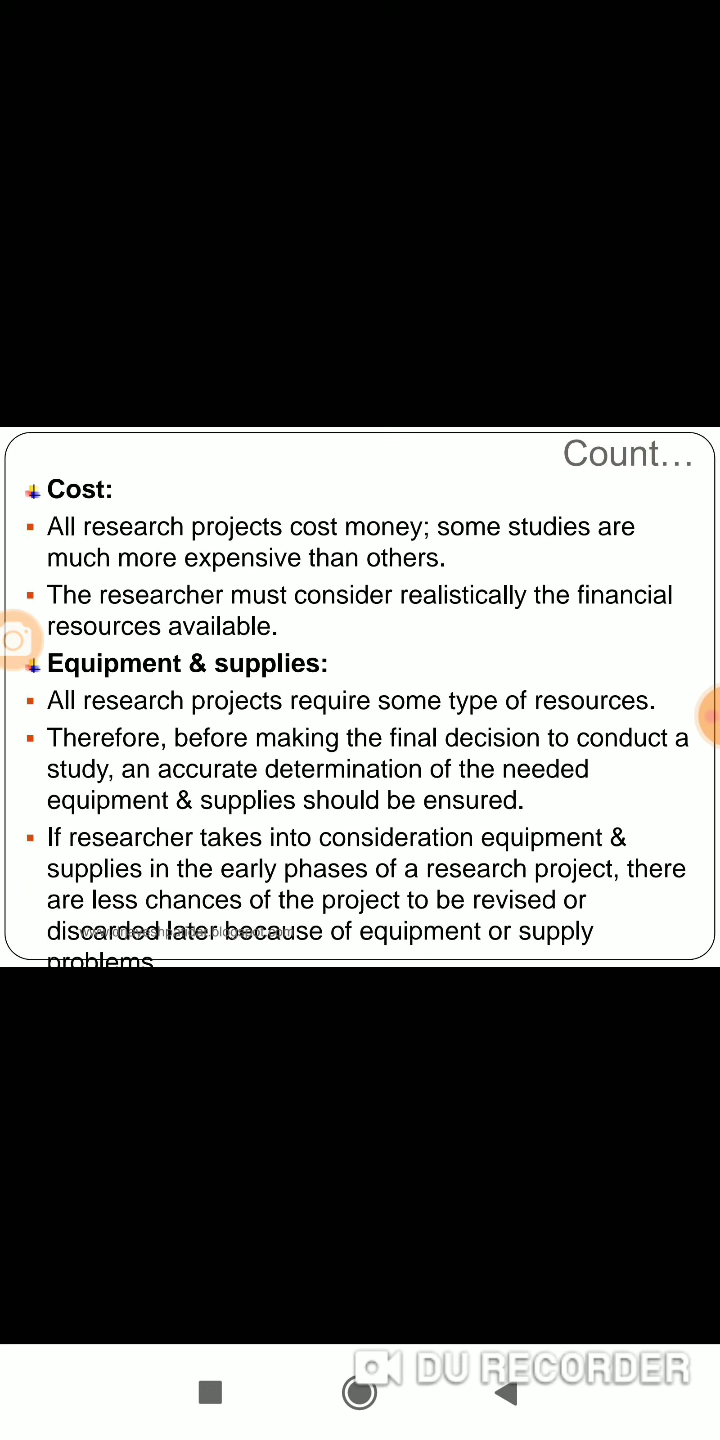 Count...
Cost:
All research projects cost money; some studies are
much more expensive than others.
The researcher must consider realistically the financial
resources available.
Equipment & supplies:
All research projects require some type of resources.
Therefore, before making the final decision to conduct a
study, an accurate determination of the needed
equipment & supplies should be ensured.
If researcher takes into consideration equipment &
supplies in the early phases of a research project, there
are less chances of the project to be revised or
discarded later because of equipment or supply
problems
DU RECORDER